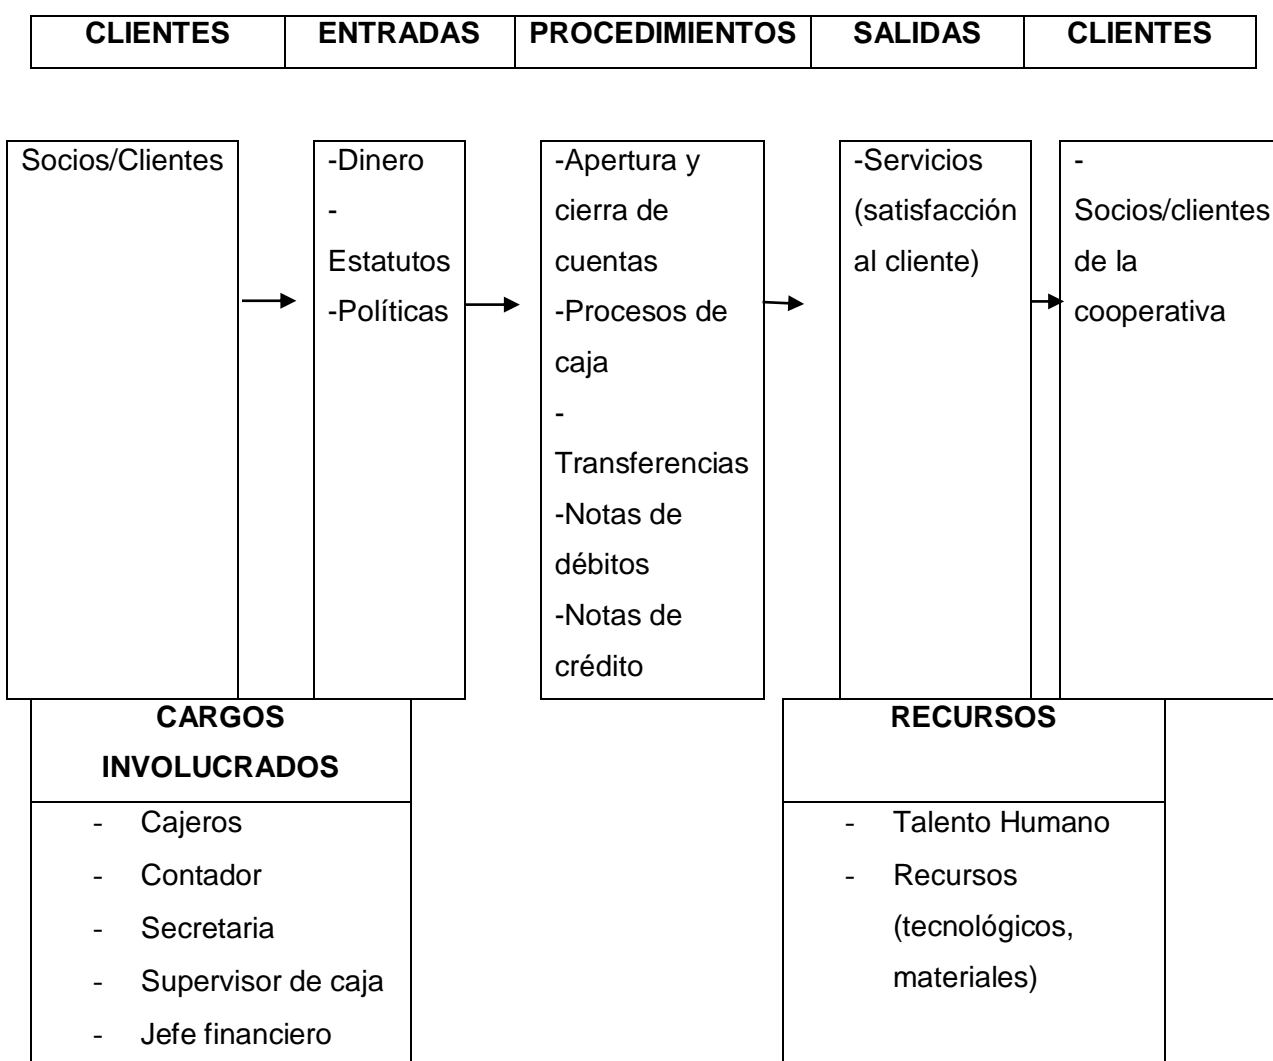 CLIENTES ENTRADAS PROCEDIMIENTOS SALIDAS CLIENTES
Socios/Clientes
-Dinero
-
Estatutos
-Políticas
-Apertura y
cierra de
cuentas
-Procesos de
caja
-
Transferencias
-Notas de
débitos
-Notas de
crédito
-Servicios
(satisfacción
al cliente)
-
Socios/clientes
de la
cooperativa
CARGOS
INVOLUCRADOS
- Cajeros
- Contador
- Secretaria
- Supervisor de caja
- Jefe financiero
RECURSOS
- Talento Humano
- Recursos
(tecnológicos,
materiales)